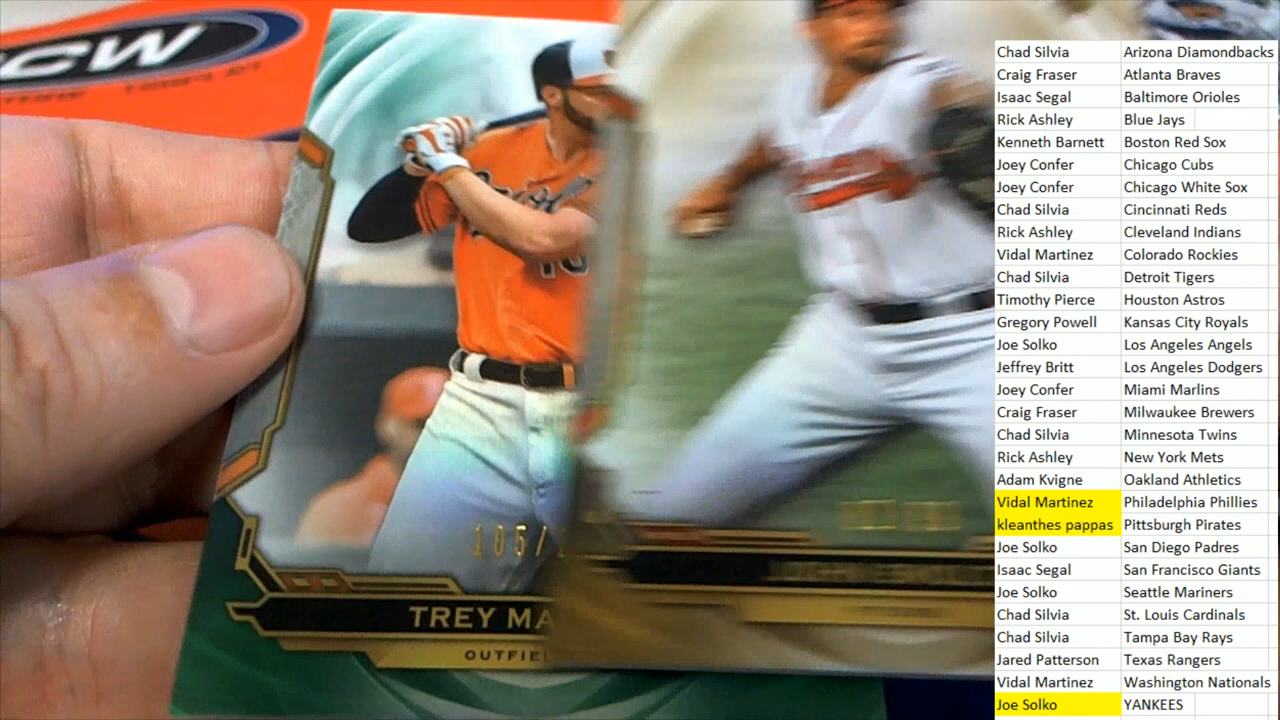 CW
TREY MA
OUTFIE
105/
Chad Silvia Arizona Diamondbacks
Craig Fraser Atlanta Braves
Isaac Segal Baltimore Orioles
Rick Ashley Blue Jays
Kenneth Barnett Boston Red Sox
Joey Confer Chicago Cubs
Joey Confer Chicago White Sox
Chad Silvia Cincinnati Reds
Rick Ashley Cleveland Indians
Vidal Martinez Colorado Rockies
Chad Silvia Detroit Tigers
Timothy Pierce Houston Astros
Gregory Powell Kansas City Royals
Joe Solko Los Angeles Angels
Jeffrey Britt Los Angeles Dodgers
Joey Confer Miami Marlins
Craig Fraser Milwaukee Brewers
Chad Silvia Minnesota Twins
Rick Ashley New York Mets
Adam Kvigne Oakland Athletics
Vidal Martinez Philadelphia Phillies
kleanthes pappas Pittsburgh Pirates
Joe Solko San Diego Padres
Isaac Segal San Francisco Giants
Joe Solko Seattle Mariners
Chad Silvia St. Louis Cardinals
Chad Silvia Tampa Bay Rays
Jared Patterson Texas Rangers
Vidal Martinez Washington Nationals
Joe Solko YANKEES